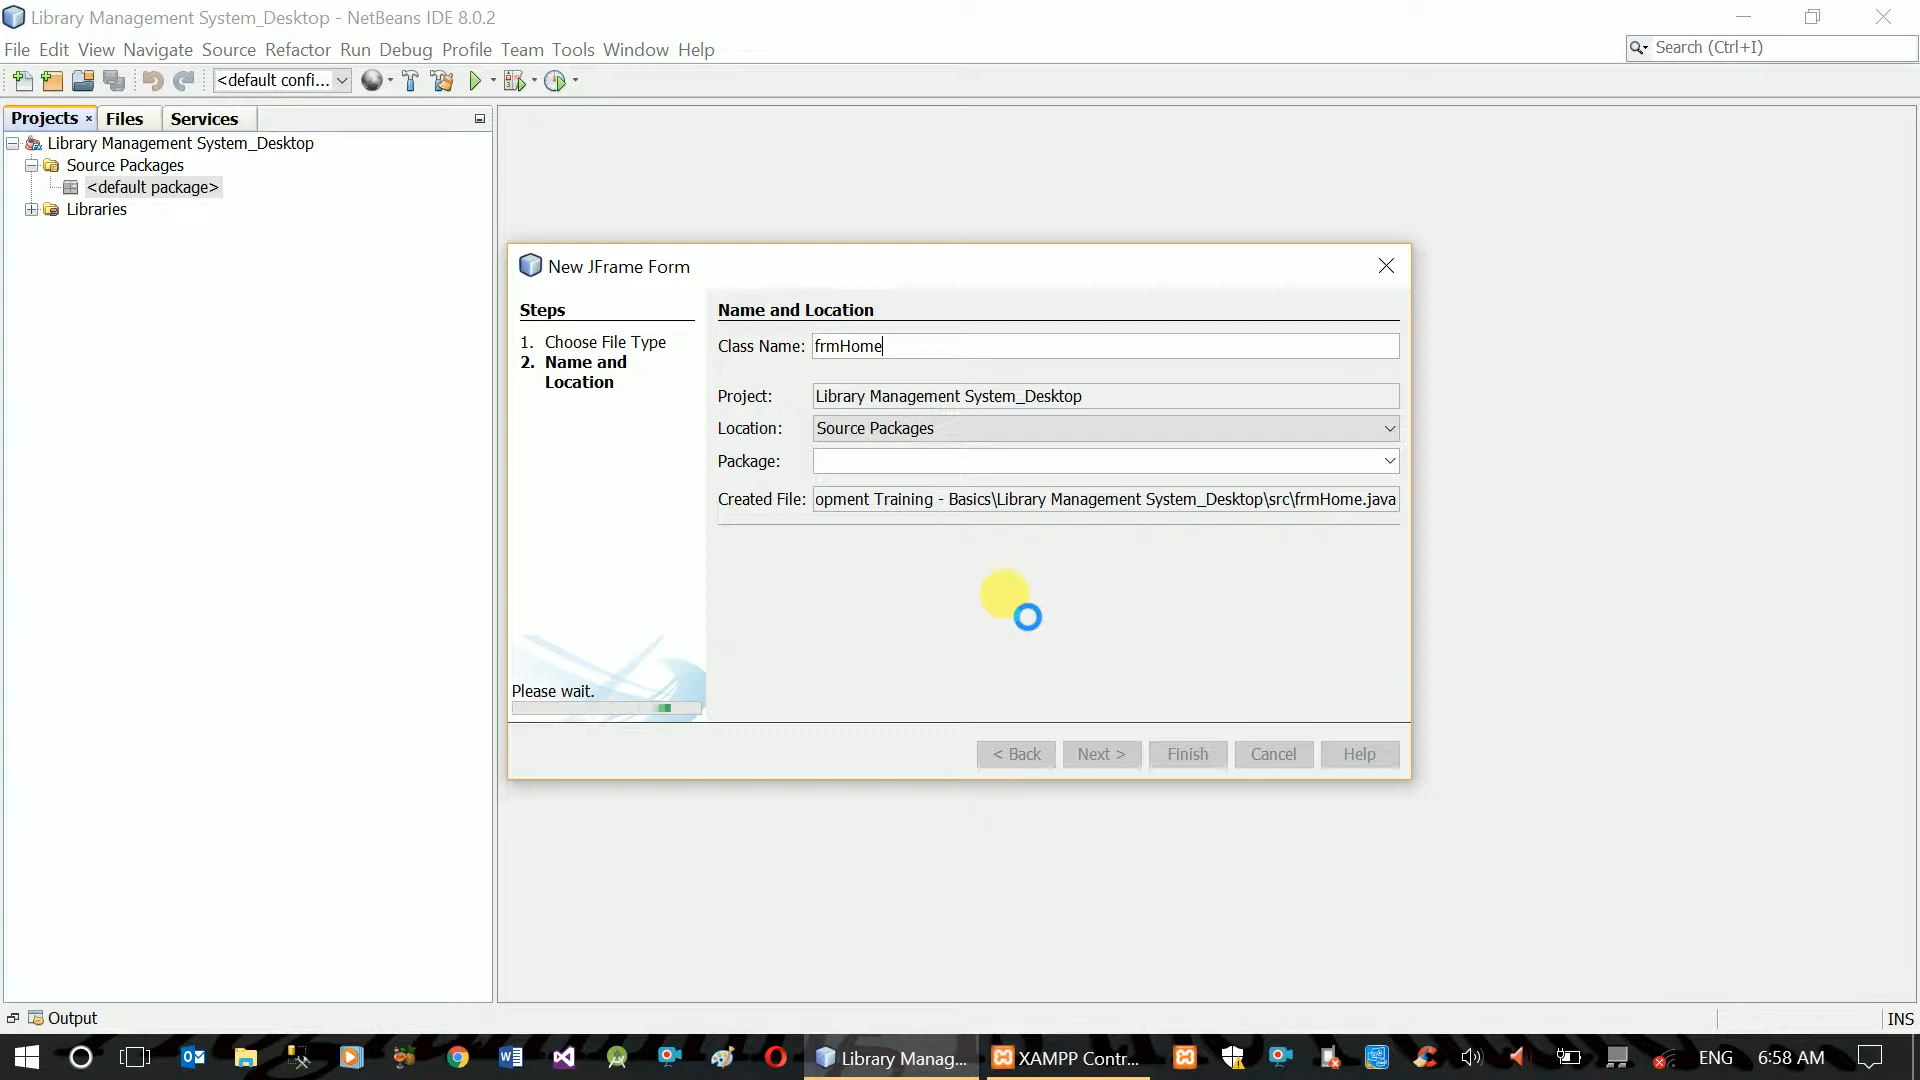 Library Management System_Desktop - NetBeans IDE 8.0.2
File Edit View Navigate Source Refactor Run Debug Profile Team Tools Window Help
Search (Ctrl+I)
<default confi...
Projects Files Services
Library Management System_Desktop
Source Packages
<default package>
Libraries
New JFrame Form
Steps
1. Choose File Type
2. Name and
Location
Please wait.
Name and Location
Class Name: frmHome
Project: Library Management System_Desktop
Location: Source Packages
Package:
Created File: opment Training - Basics\Library Management System_Desktop\src\frmHome.java
< Back Next > Finish Cancel Help
Output
INS
Library Manag... XAMPP Contr... ENG 6:58 AM